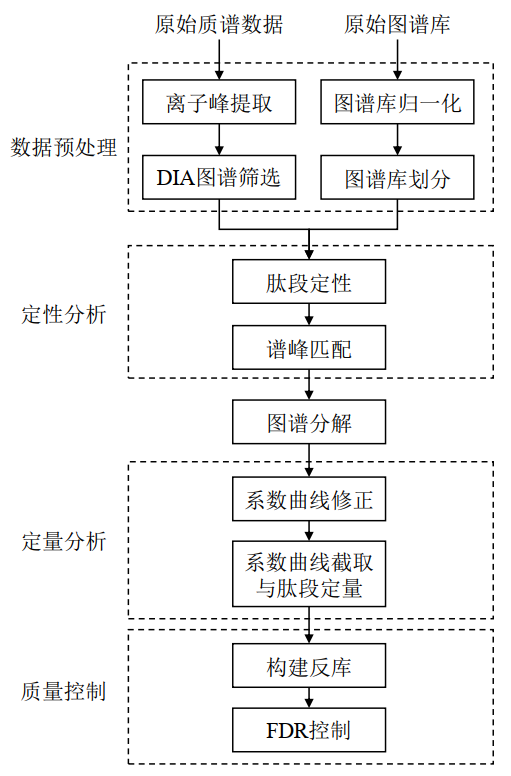 原始质谱数据
原始图谱库
离子峰提取
图谱库归一化
数据预处理
DIA图谱筛选
图谱库划分
肽段定性
定性分析
谱峰匹配
图谱分解
系数曲线修正
定量分析
系数曲线截取
与肽段定量
构建反库
质量控制
FDR控制